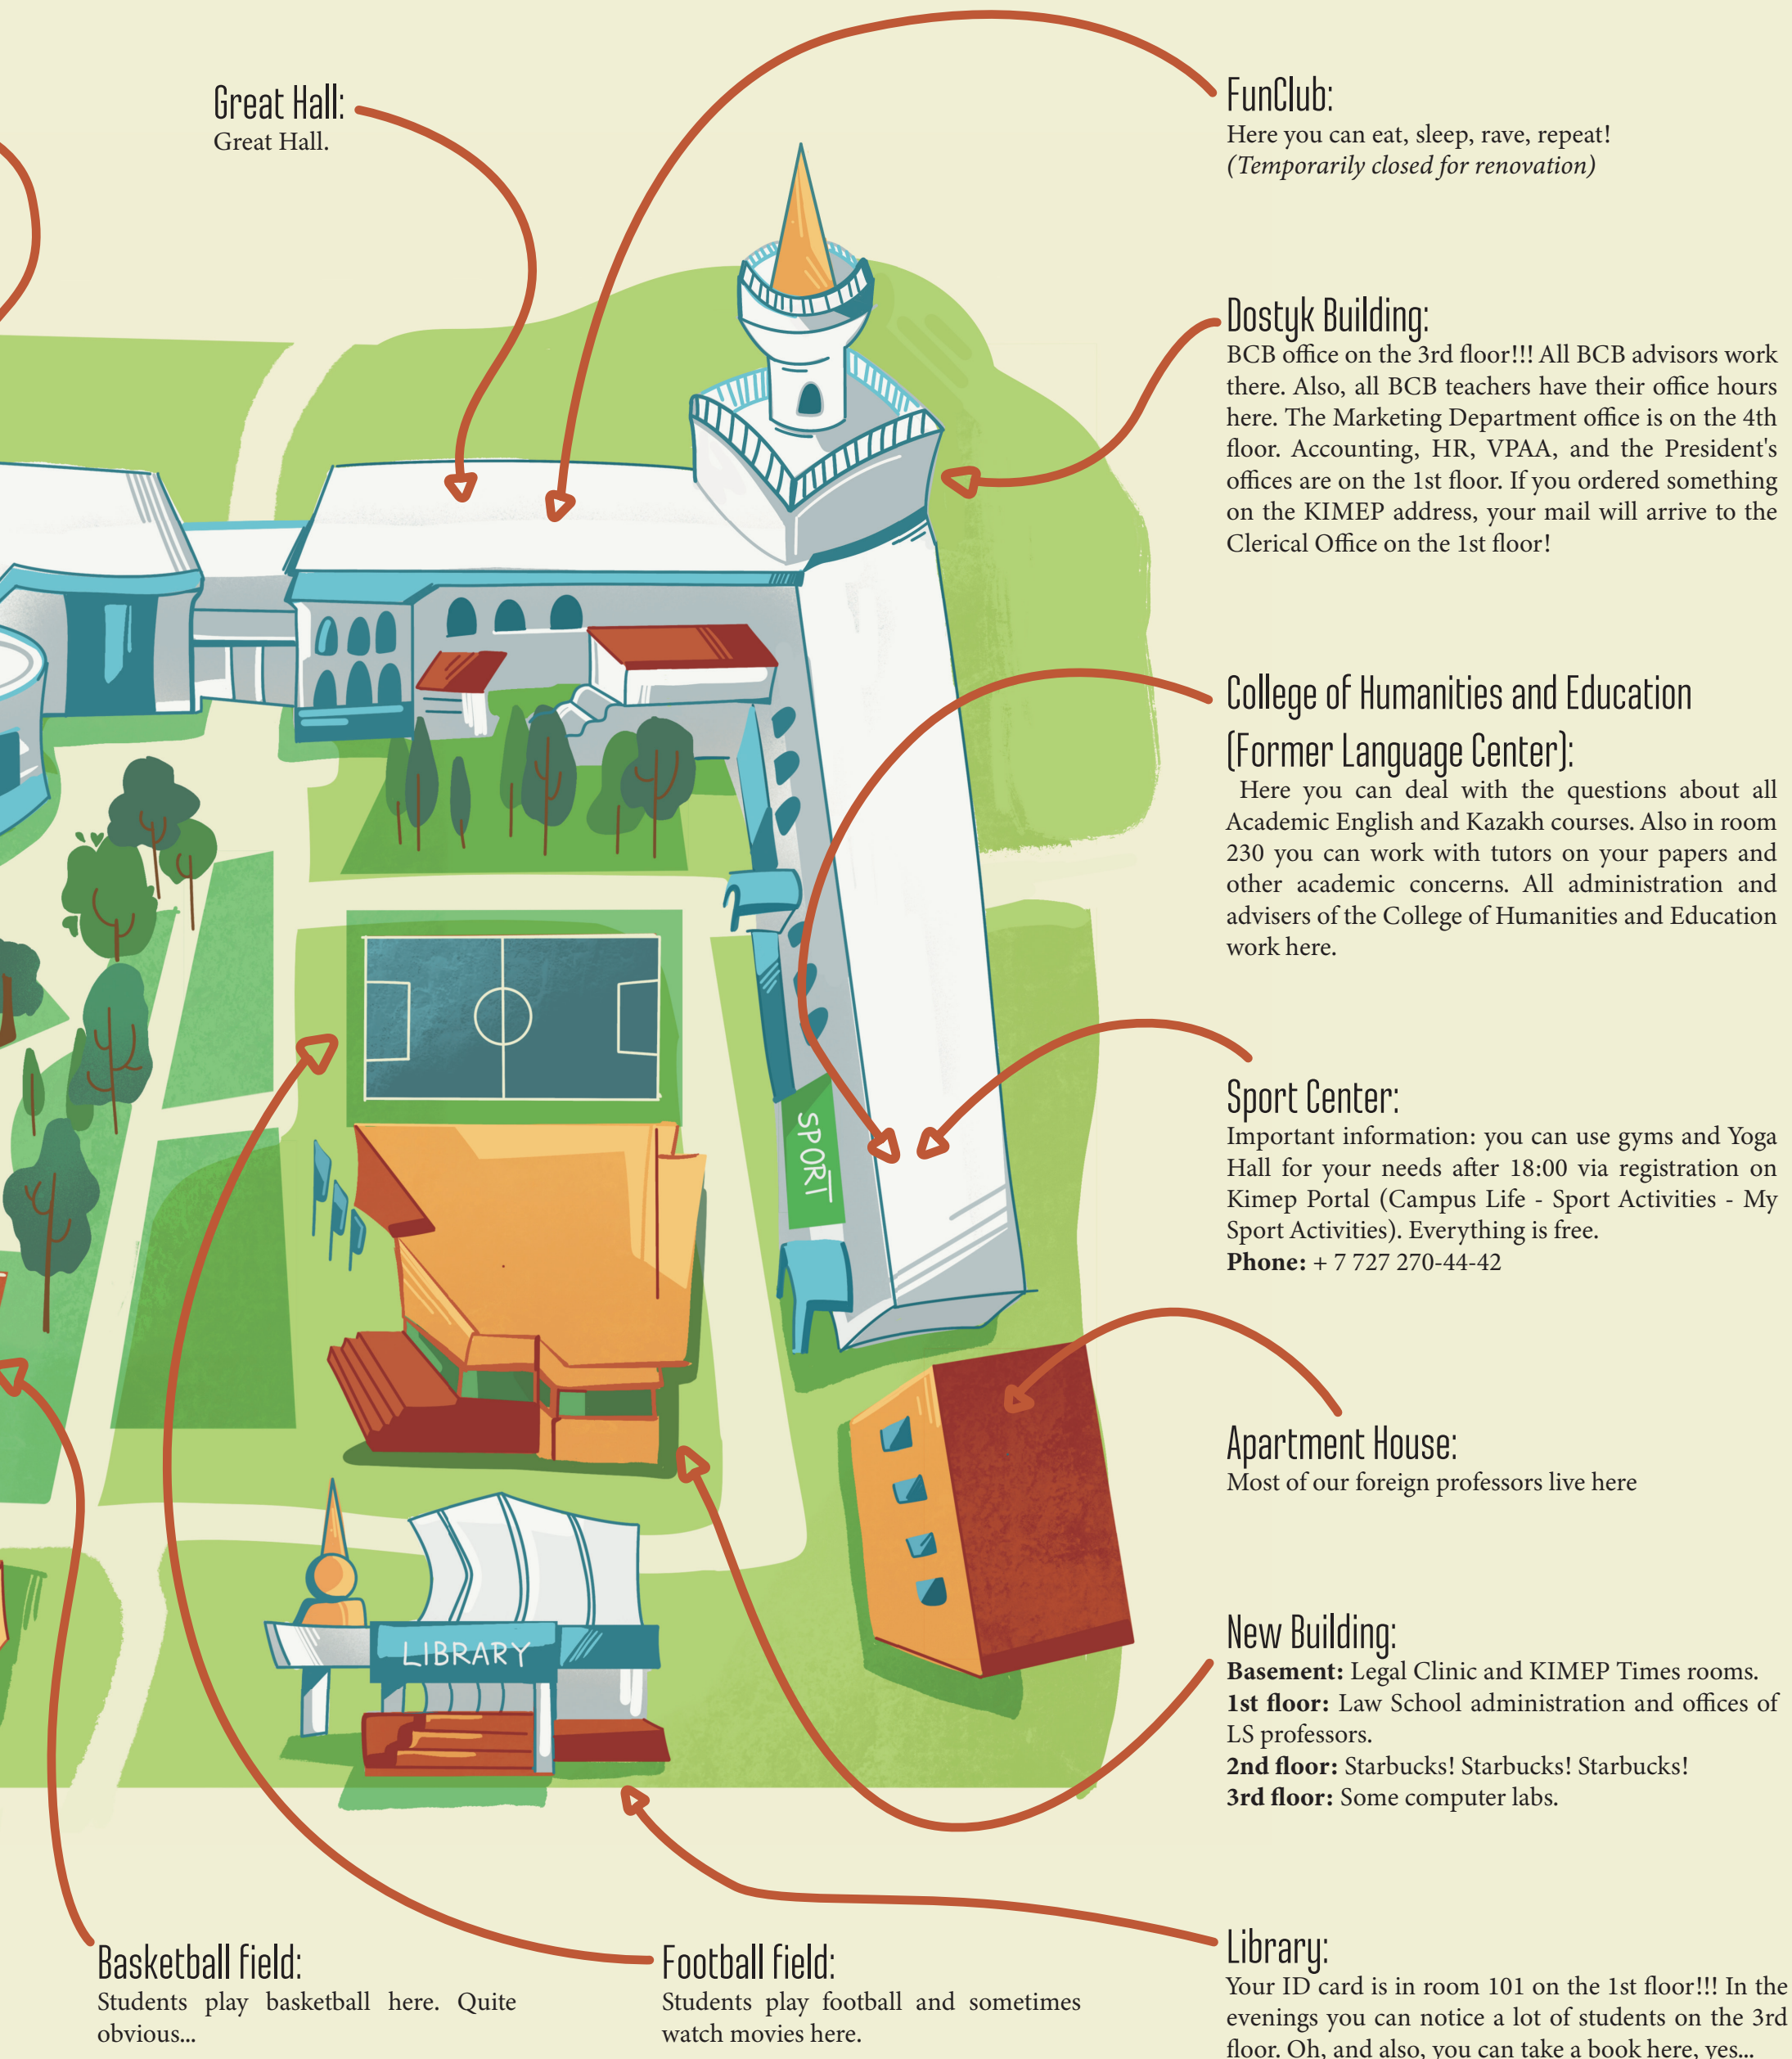 Great Hall:
Great Hall.
FunClub:
Here you can eat, sleep, rave, repeat!
(Temporarily closed for renovation)
Dostyk Building:
BCB office on the 3rd floor!!! All BCB advisors work
there. Also, all BCB teachers have their office hours
here. The Marketing Department office is on the 4th
floor. Accounting, HR, VPAA, and the President's
offices are on the 1st floor. If you ordered something
on the KIMEP address, your mail will arrive to the
Clerical Office on the 1st floor!
College of Humanities and Education
(Former Language Center):
Here you can deal with the questions about all
Academic English and Kazakh courses. Also in room
230 you can work with tutors on your papers and
other academic concerns. All administration and
advisers of the College of Humanities and Education
work here.
SPORT
Sport Center:
Important information: you can use gyms and Yoga
Hall for your needs after 18:00 via registration on
Kimep Portal (Campus Life - Sport Activities - My
Sport Activities). Everything is free.
Phone: + 7 727 270-44-42
Apartment House:
Most of our foreign professors live here
LIBRARY
New Building:
Basement: Legal Clinic and KIMEP Times rooms.
1st floor: Law School administration and offices of
LS professors.
2nd floor: Starbucks! Starbucks! Starbucks!
3rd floor: Some computer labs.
Basketball field:
Students play basketball here. Quite
obvious...
Football field:
Students play football and sometimes
watch movies here.
Library:
Your ID card is in room 101 on the 1st floor!!! In the
evenings you can notice a lot of students on the 3rd
floor. Oh, and also, you can take a book here, yes...